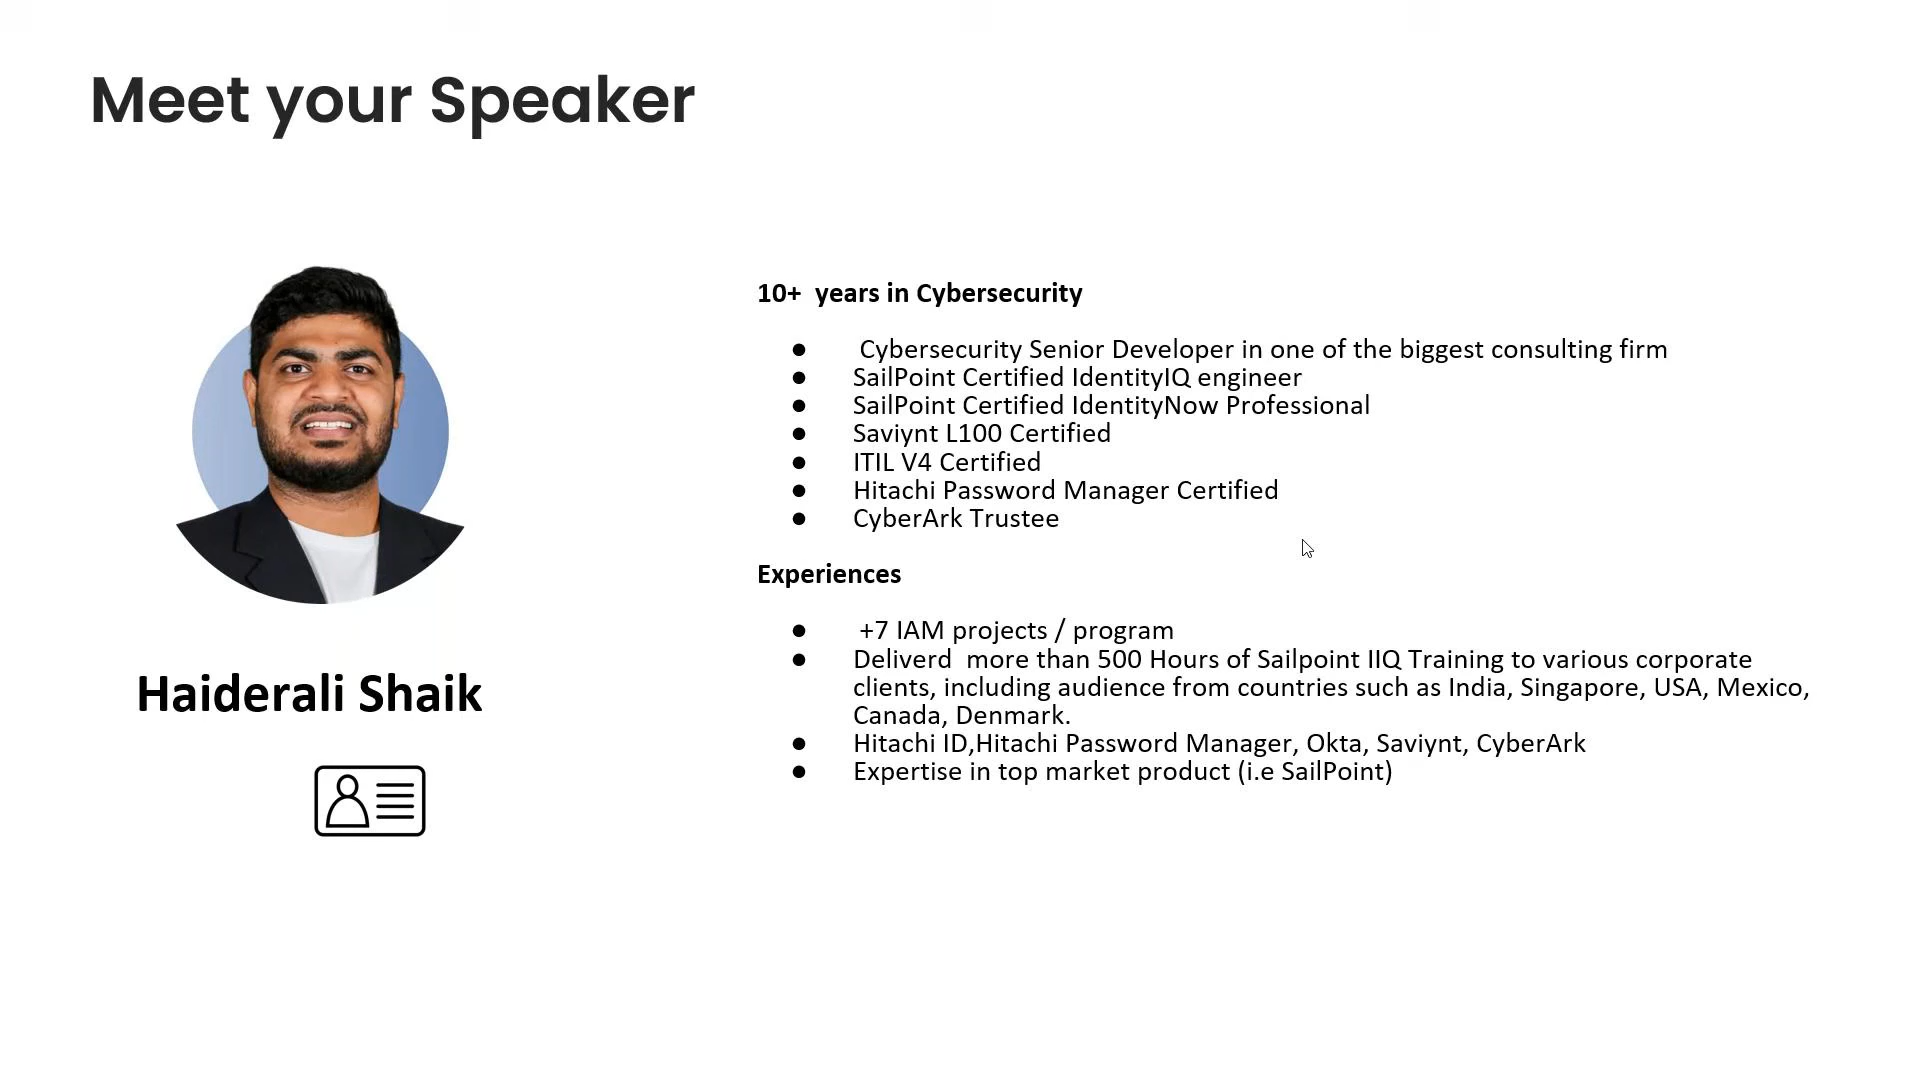 Meet your Speaker
10+  years in Cybersecurity
● Cybersecurity Senior Developer in one of the biggest consulting firm
● SailPoint Certified IdentityIQ engineer
● SailPoint Certified IdentityNow Professional
● Saviynt L100 Certified
● ITIL V4 Certified
● Hitachi Password Manager Certified
● CyberArk Trustee
Experiences
● +7 IAM projects / program
● Deliverd  more than 500 Hours of Sailpoint IIQ Training to various corporate
clients, including audience from countries such as India, Singapore, USA, Mexico,
Canada, Denmark.
● Hitachi ID,Hitachi Password Manager, Okta, Saviynt, CyberArk
● Expertise in top market product (i.e SailPoint)
Haiderali Shaik